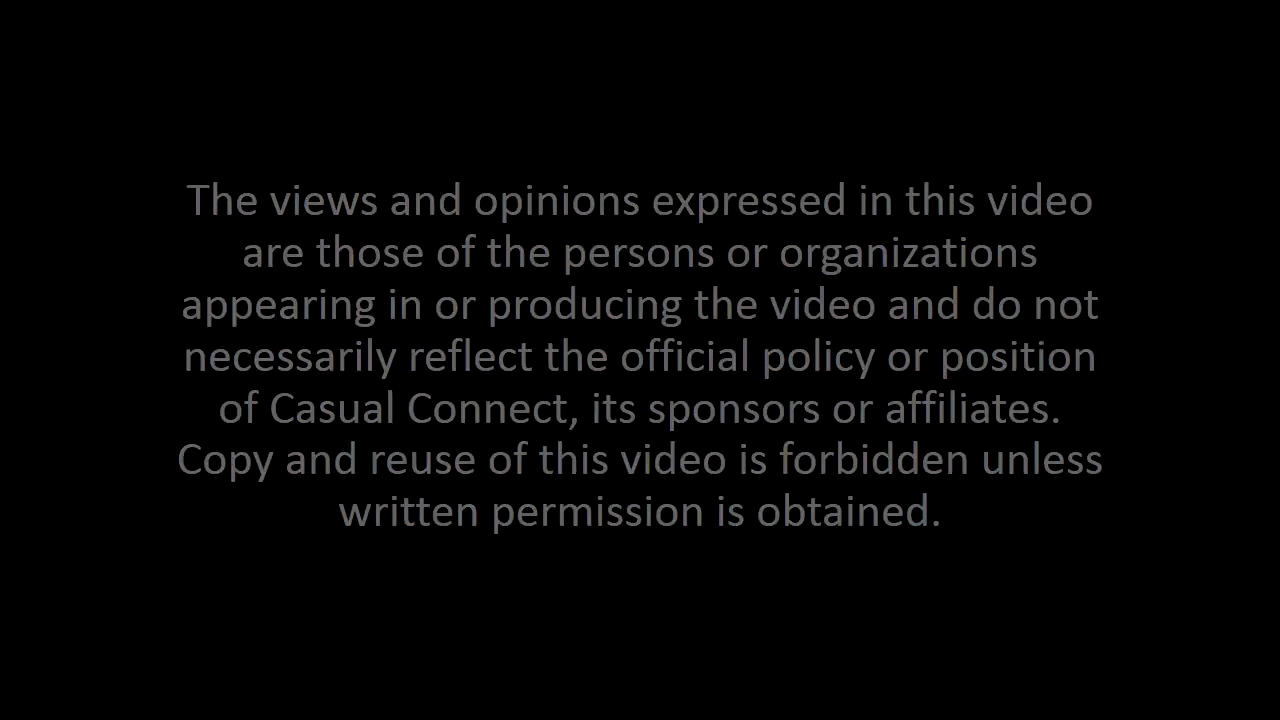 The views and opinions expressed in this video
are those of the persons or organizations
appearing in or producing the video and do not
necessarily reflect the official policy or position
of Casual Connect, its sponsors or affiliates.
Copy and reuse of this video is forbidden unless
written permission is obtained.